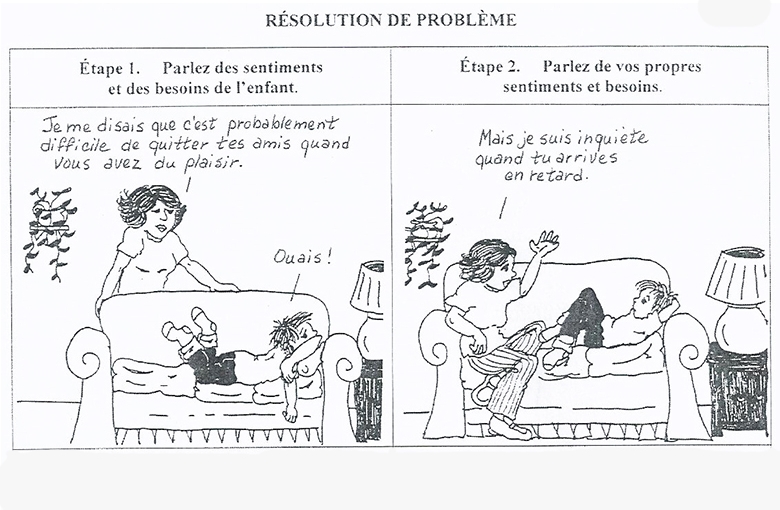 RÉSOLUTION DE PROBLÈME
Étape 1. Parlez des sentiments
et des besoins de l'enfant.
Je me disais que c'est probablement
difficile de quitter tes amis quand
vous avez du plaisir.
Ouais!
Étape 2. Parlez de vos propres
sentiments et besoins.
Mais je suis inquiète
quand tu arrives
en retard.